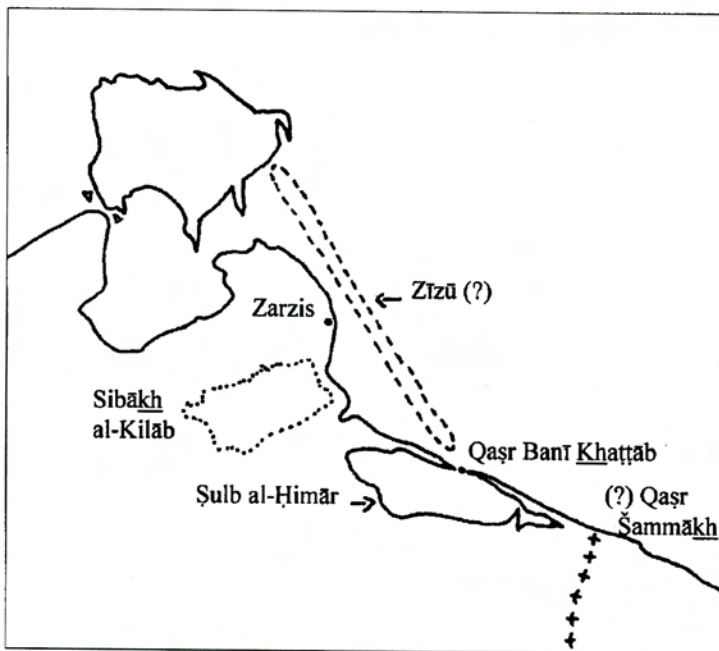 Zīzū (?)
Zarzis
Sibākh
al-Kilāb
Qaṣr Banī Khaṭṭāb
Ṣulb al-Ḥimār
(?) Qaṣr
Šammākh